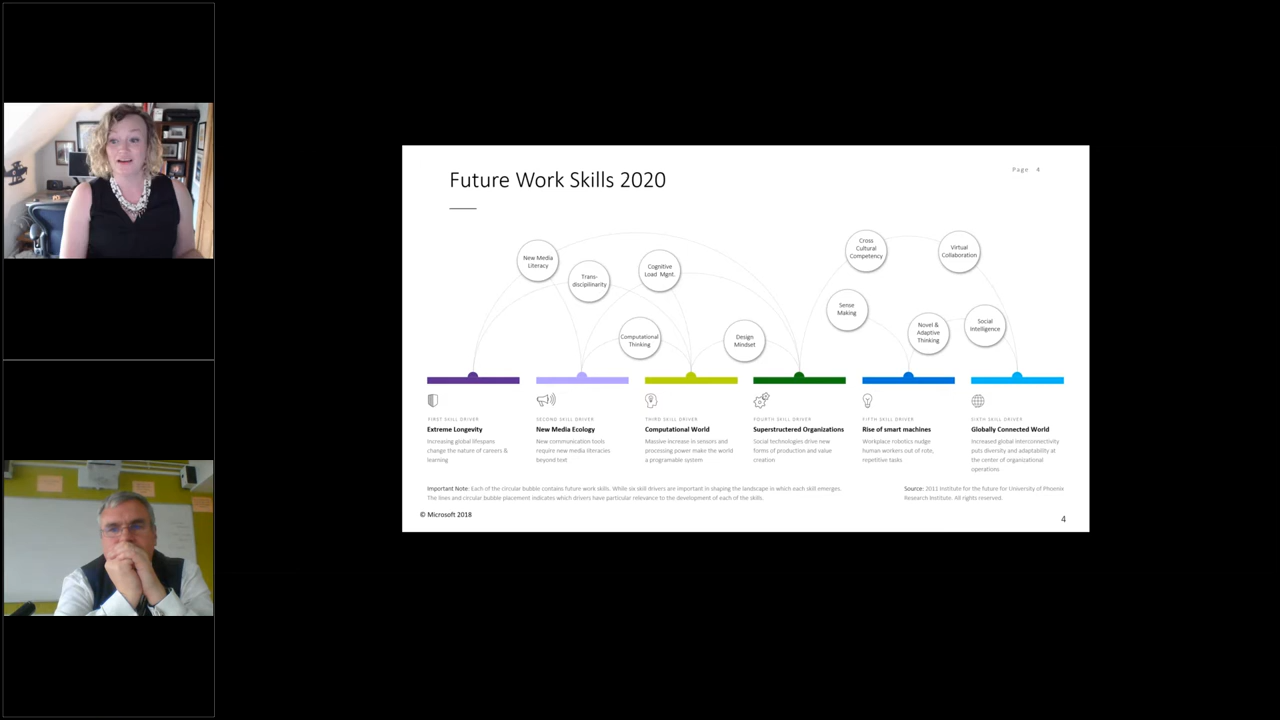 Future Work Skills 2020
Page 4
New Media
Literacy
Trans-
disciplinarity
Cognitive
Load Mgnt.
Computational
Thinking
Design
Mindset
Cross
Cultural
Competency
Virtual
Collaboration
Sense
Making
Novel &
Adaptive
Thinking
Social
Intelligence
FIRST SKILL DRIVER
Extreme Longevity
Increasing global lifespans
change the nature of careers &
learning
SECOND SKILL DRIVER
New Media Ecology
New communication tools
require new media literacies
beyond text
THIRD SKILL DRIVER
Computational World
Massive increase in sensors and
processing power make the world
a programable system
FOURTH SKILL DRIVER
Superstructered Organizations
Social technologies drive new
forms of production and value
creation
FIFTH SKILL DRIVER
Rise of smart machines
Workplace robotics nudge
human workers out of rote,
repetitive tasks
SIXTH SKILL DRIVER
Globally Connected World
Increased global interconnectivity
puts diversity and adaptability at
the center of organizational
operations
Important Note: Each of the circular bubble contains future work skills. While six skill drivers are important in shaping the landscape in which each skill emerges.
The lines and circular bubble placement indicates which drivers have particular relevance to the development of each of the skills.
Source: 2011 Institute for the future for University of Phoenix
Research Institute. All rights reserved.
© Microsoft 2018
4